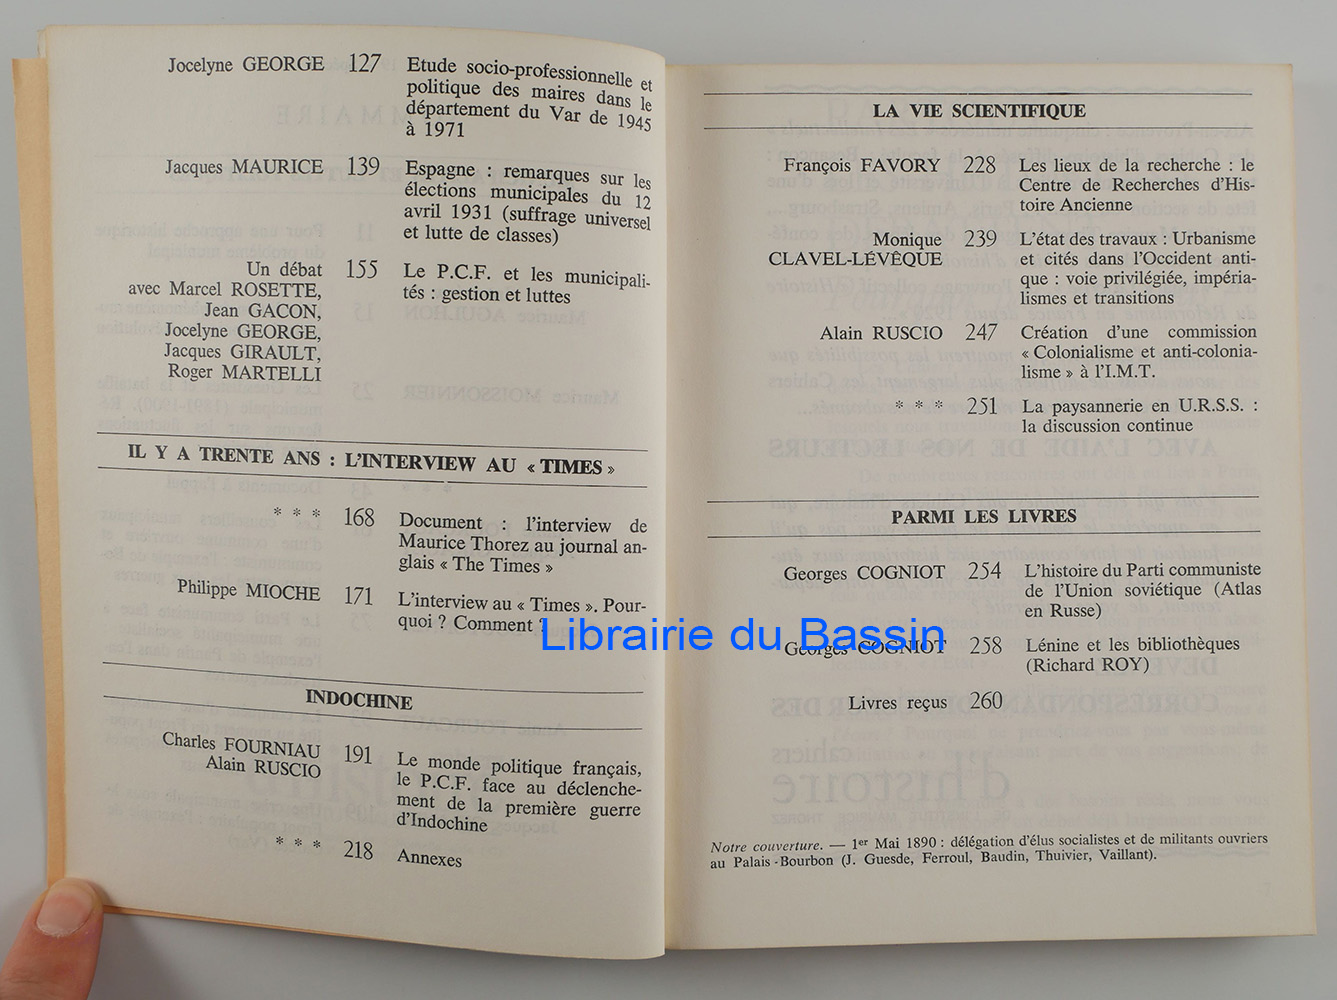 Jocelyne GEORGE 127 Etude socio-professionnelle et
politique des maires dans le
département du Var de 1945
à 1971
Jacques MAURICE 139 Espagne : remarques sur les
élections municipales du 12
avril 1931 (suffrage universel
et lutte de classes)
Un débat 155 Le P.C.F. et les municipali-
avec Marcel ROSETTE, tés : gestion et luttes
Jean GACON,
Jocelyne GEORGE,
Jacques GIRAULT,
Roger MARTELLI
IL Y A TRENTE ANS : L'INTERVIEW AU « TIMES »
* * * 168 Document : l'interview de
Maurice Thorez au journal an-
glais « The Times »
Philippe MIOCHE 171 L'interview au « Times ». Pour-
quoi ? Comment ?
INDOCHINE
Charles FOURNIAU 191 Le monde politique français,
Alain RUSCIO le P.C.F. face au déclenche-
ment de la première guerre
d'Indochine
* * * 218 Annexes
LA VIE SCIENTIFIQUE
François FAVORY 228 Les lieux de la recherche : le
Centre de Recherches d'His-
toire Ancienne
Monique 239 L'état des travaux : Urbanisme
CLAVEL-LÉVÊQUE et cités dans l'Occident anti-
que : voie privilégiée, impéria-
lismes et transitions
Alain RUSCIO 247 Création d'une commission
« Colonialisme et anti-colonia-
lisme » à l'I.M.T.
* * * 251 La paysannerie en U.R.S.S. :
la discussion continue
PARMI LES LIVRES
Georges COGNIOT 254 L'histoire du Parti communiste
de l'Union soviétique (Atlas
en Russe)
Georges COGNIOT 258 Lénine et les bibliothèques
(Richard ROY)
Livres reçus 260
Notre couverture. — 1er Mai 1890 : délégation d'élus socialistes et de militants ouvriers
au Palais-Bourbon (J. Guesde, Ferroul, Baudin, Thuivier, Vaillant).
Librairie du Bassin